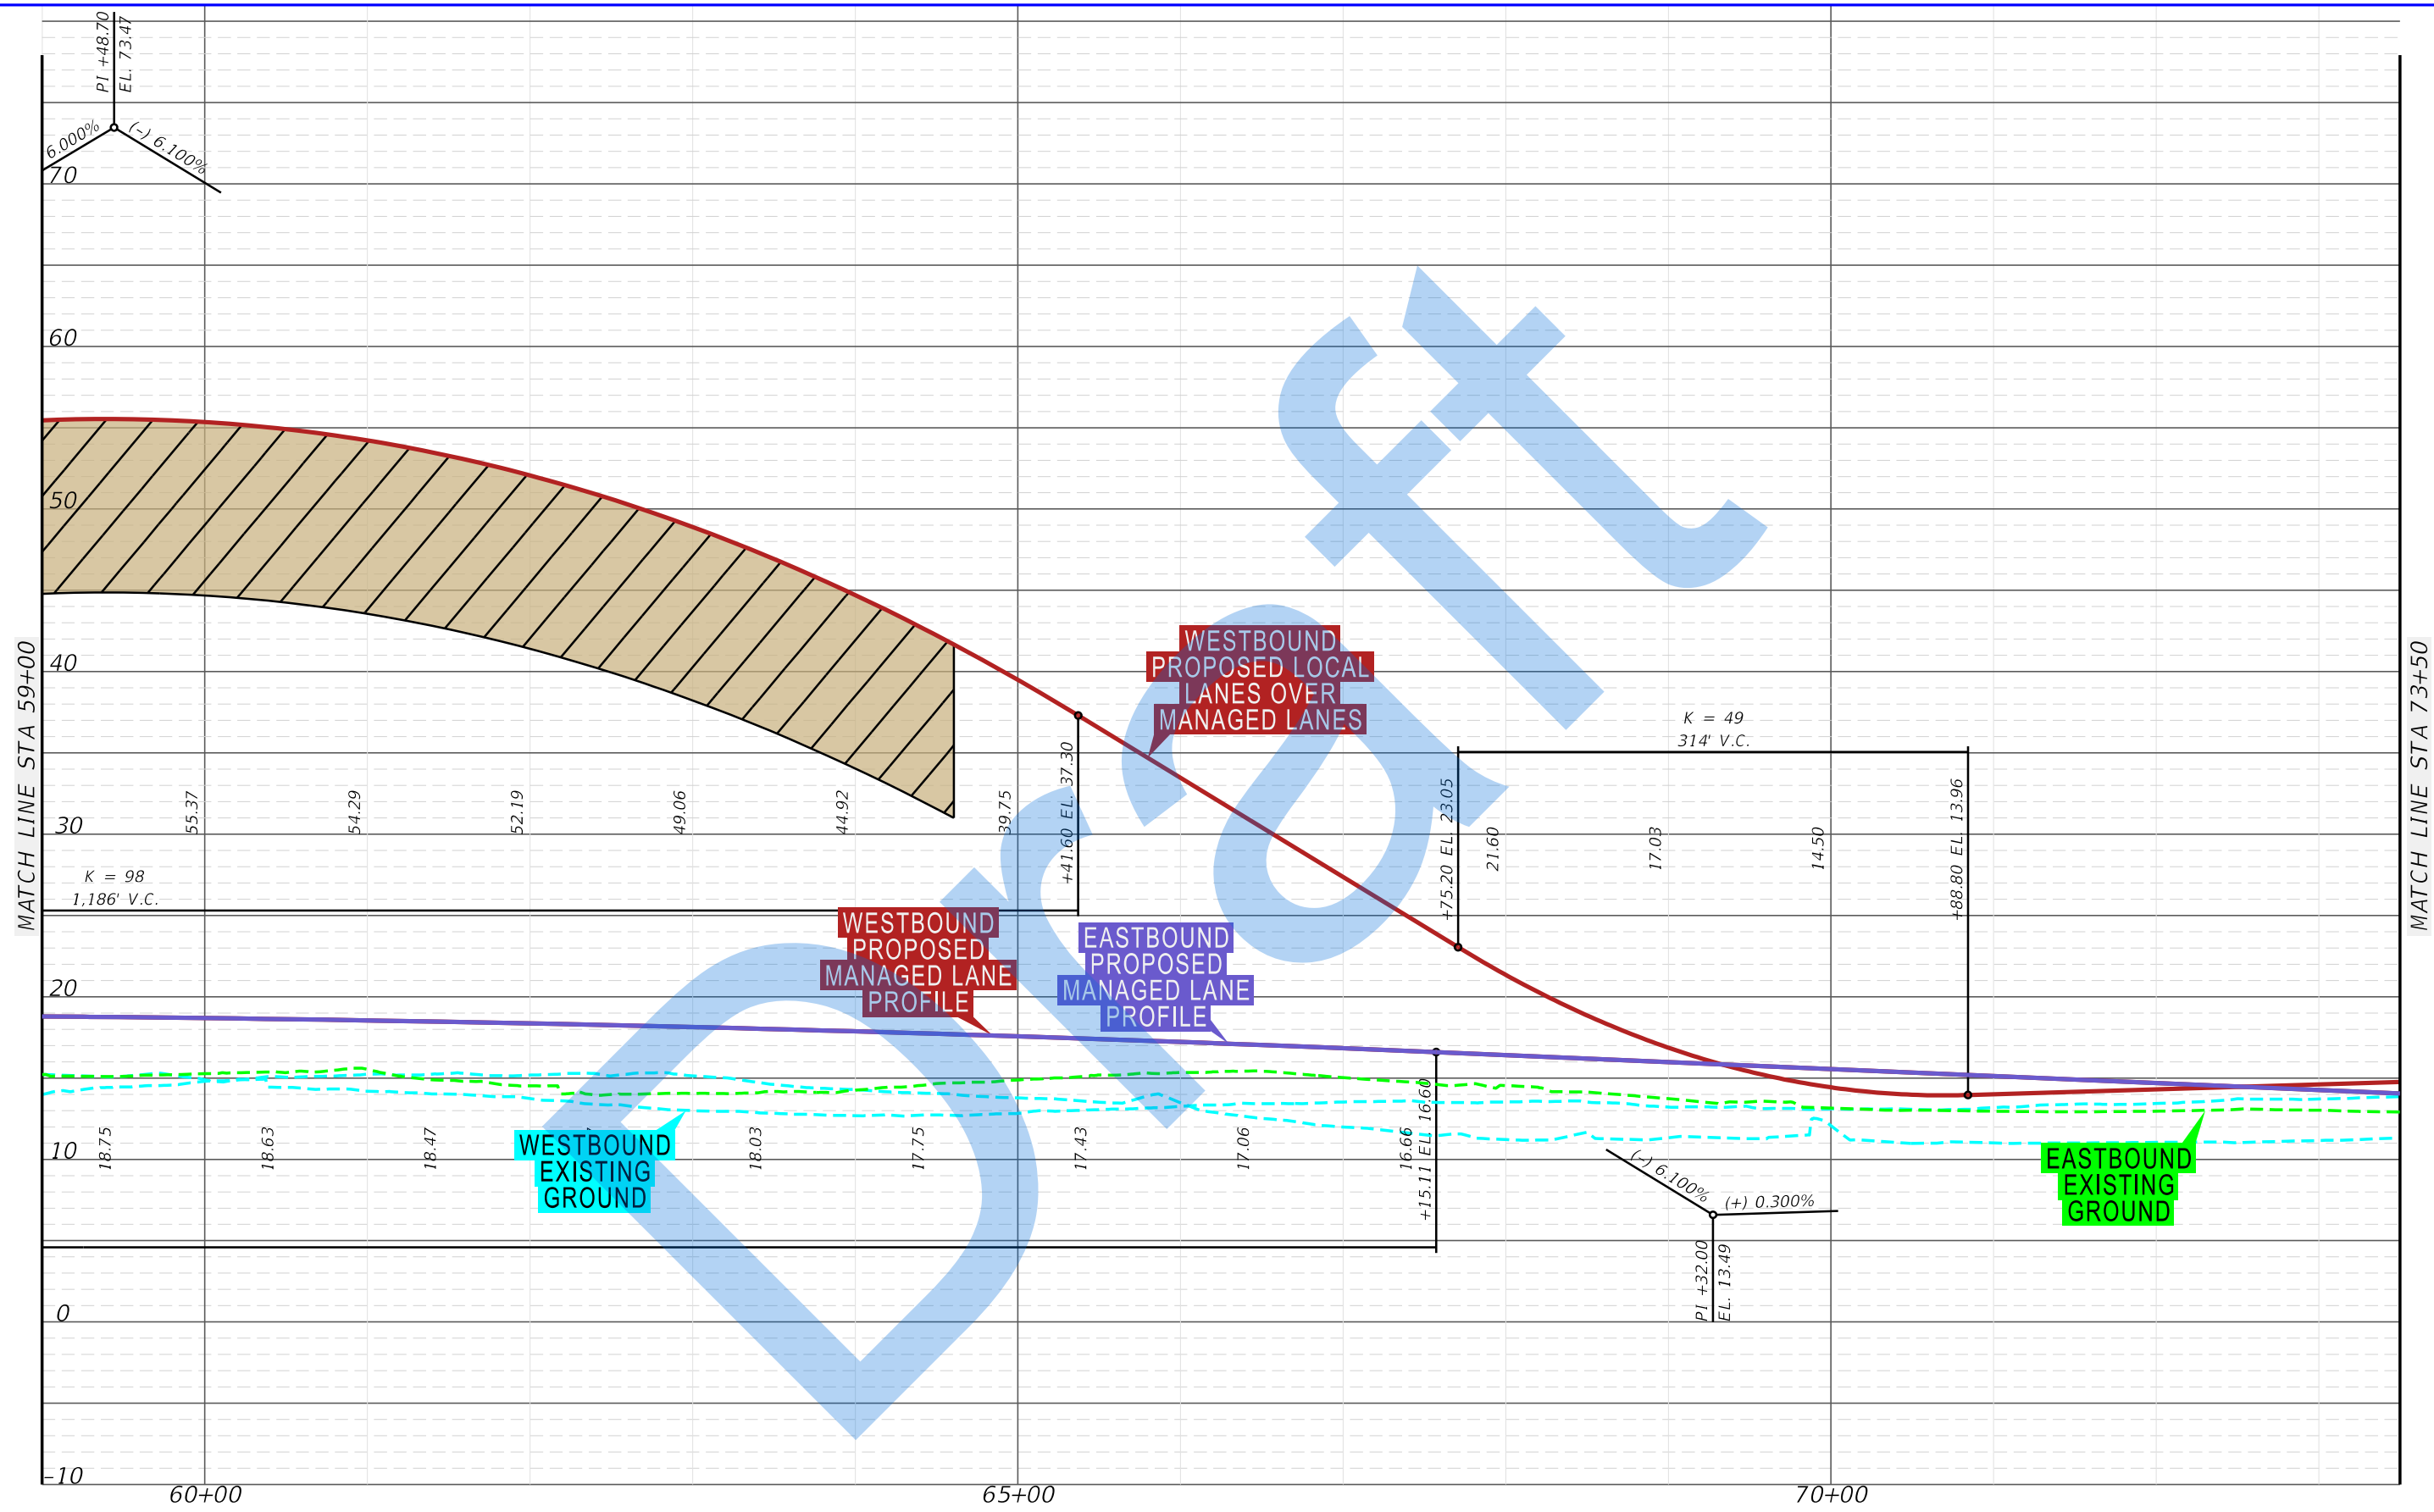 PI +48.70
EL. 73.47
6.000%
(-) 6.100%
70
60
50
40
30
20
10
0
-10
MATCH LINE STA 59+00
MATCH LINE STA 73+50
WESTBOUND
PROPOSED LOCAL
LANES OVER
MANAGED LANES
K = 49
314' V.C.
55.37
54.29
52.19
49.06
44.92
39.75
+41.60 EL. 37.30
+75.20 EL. 23.05
21.60
17.03
14.50
+88.80 EL. 13.96
K = 98
1,186' V.C.
WESTBOUND
PROPOSED
MANAGED LANE
PROFILE
EASTBOUND
PROPOSED
MANAGED LANE
PROFILE
18.75
18.63
18.47
WESTBOUND
EXISTING
GROUND
18.03
17.75
17.43
17.06
16.66
+15.11 EL. 16.60
(-) 6.100%
(+) 0.300%
PI +32.00
EL. 13.49
EASTBOUND
EXISTING
GROUND
60+00
65+00
70+00
Draft